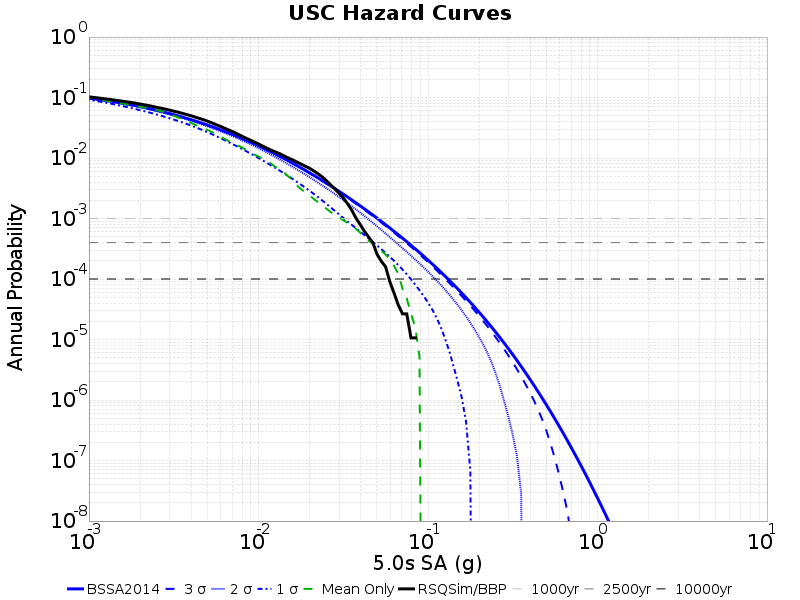 USC Hazard Curves
10^0
10^-1
10^-2
10^-3
10^-4
10^-5
10^-6
10^-7
10^-8
Annual Probability
10^-3 10^-2 10^-1 10^0 10^1
5.0s SA (g)
BSSA2014 3 σ 2 σ 1 σ Mean Only RSQSim/BBP 1000yr 2500yr 10000yr